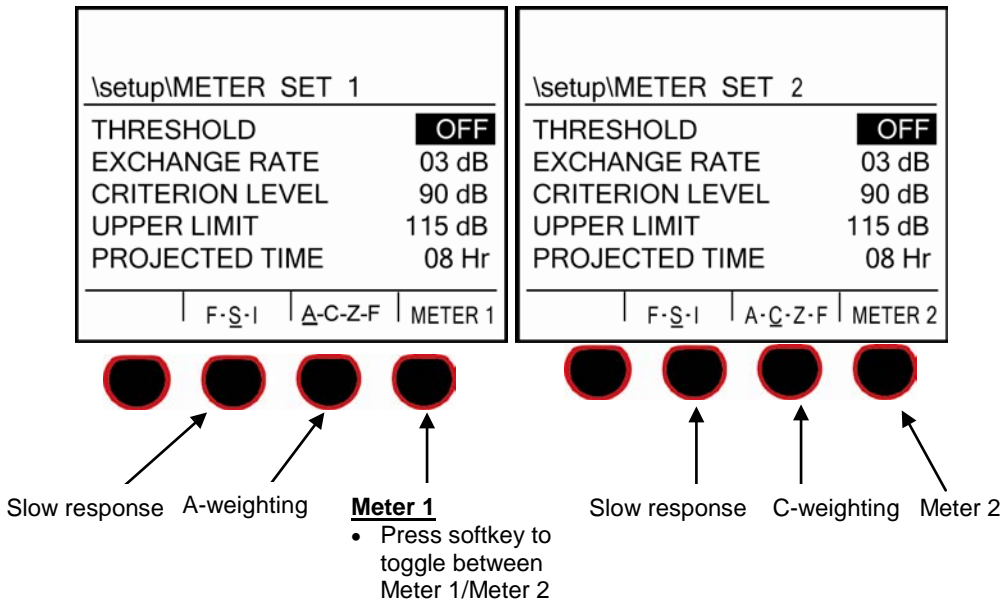 \setup\METER SET 1
THRESHOLD OFF
EXCHANGE RATE 03 dB
CRITERION LEVEL 90 dB
UPPER LIMIT 115 dB
PROJECTED TIME 08 Hr
F-S-I A-C-Z-F METER 1
\setup\METER SET 2
THRESHOLD OFF
EXCHANGE RATE 03 dB
CRITERION LEVEL 90 dB
UPPER LIMIT 115 dB
PROJECTED TIME 08 Hr
F-S-I A-C-Z-F METER 2
Slow response
A-weighting
Meter 1
• Press softkey to
toggle between
Meter 1/Meter 2
Slow response
C-weighting
Meter 2